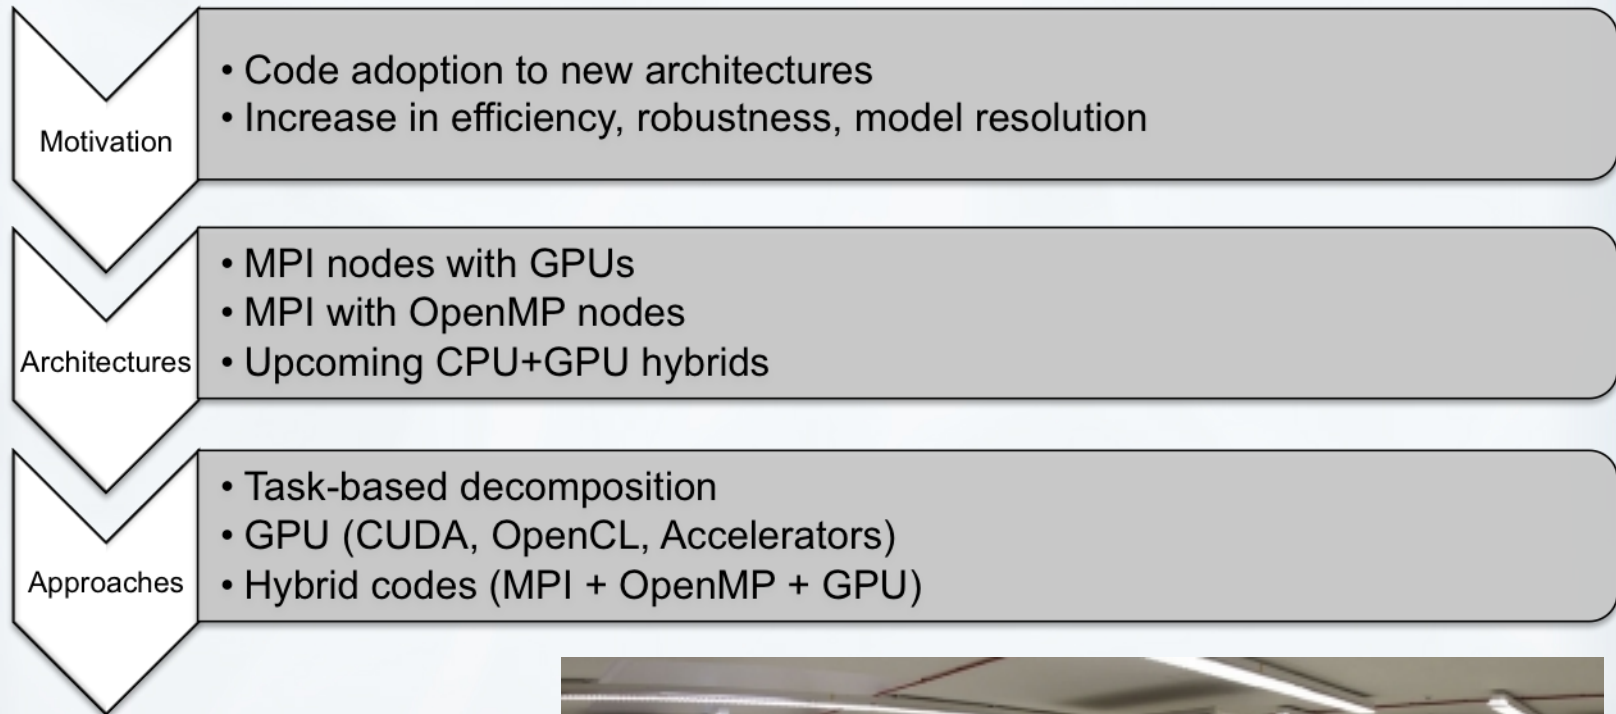 Motivation
• Code adoption to new architectures
• Increase in efficiency, robustness, model resolution
Architectures
• MPI nodes with GPUs
• MPI with OpenMP nodes
• Upcoming CPU+GPU hybrids
Approaches
• Task-based decomposition
• GPU (CUDA, OpenCL, Accelerators)
• Hybrid codes (MPI + OpenMP + GPU)